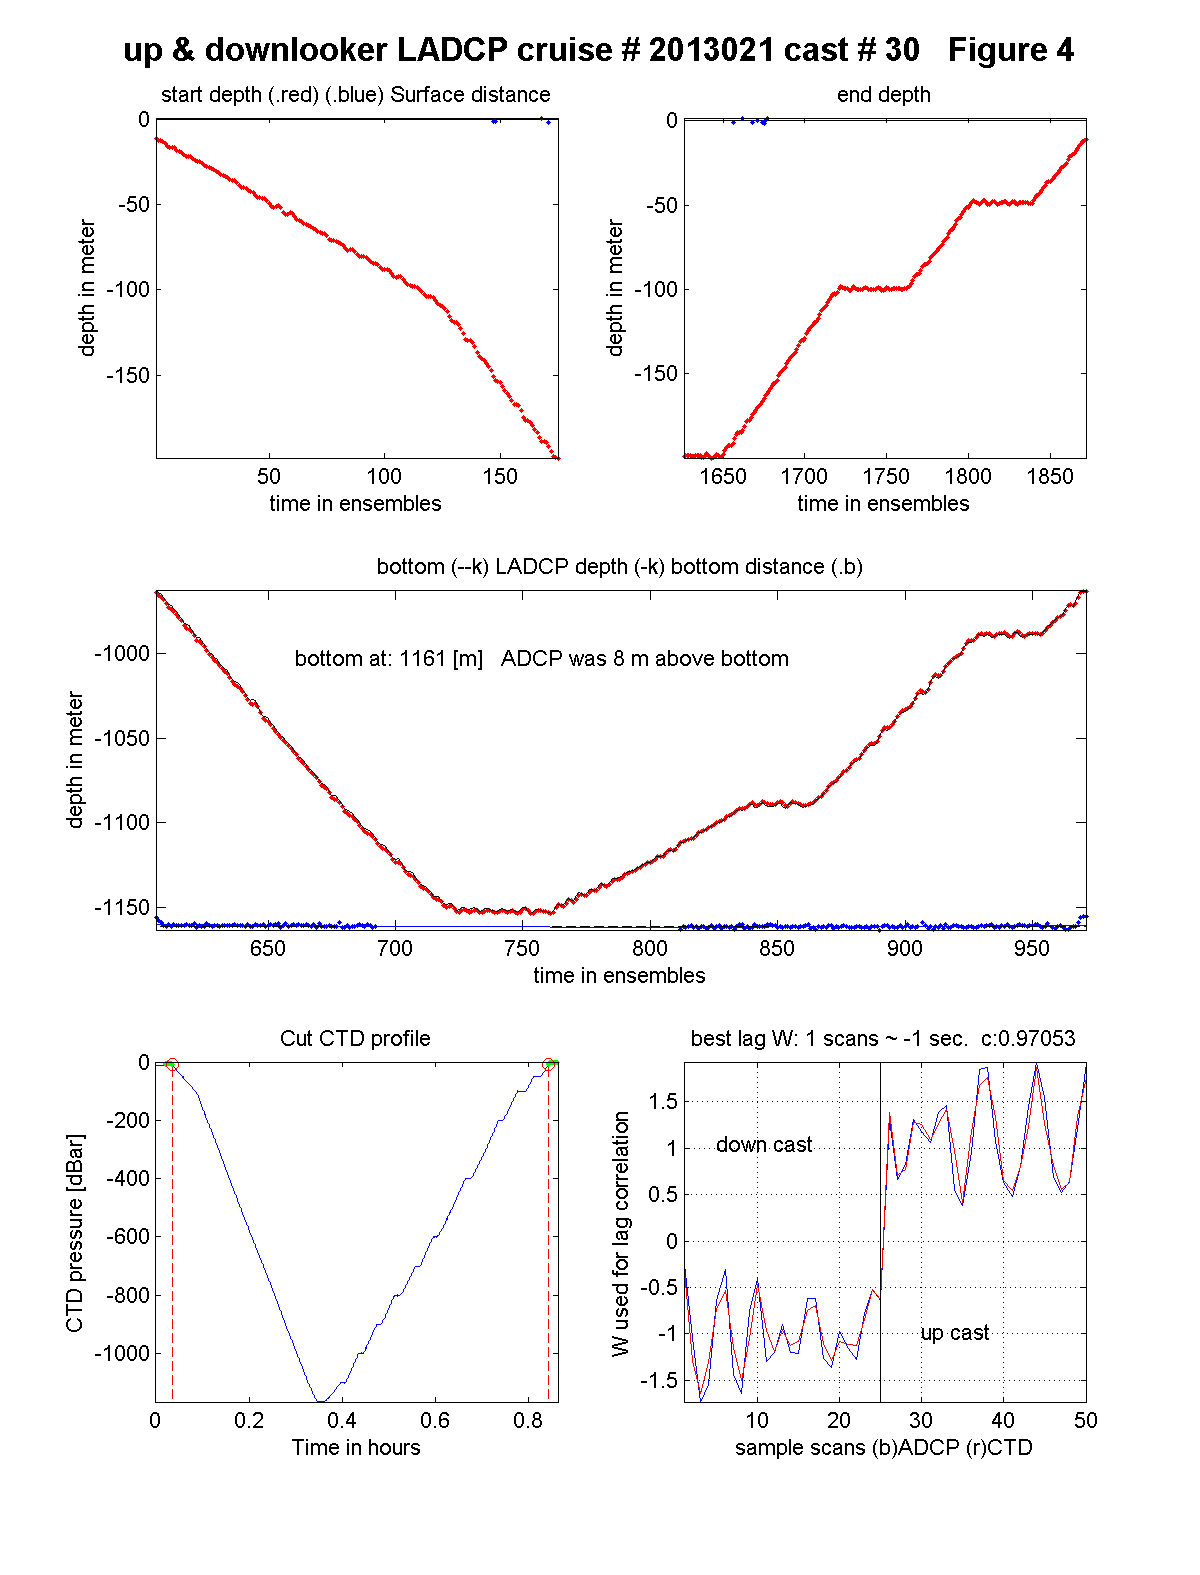 up & downlooker LADCP cruise # 2013021 cast # 30   Figure 4
start depth (.red) (.blue) Surface distance
0
-50
-100
-150
depth in meter
50 100 150
time in ensembles
end depth
0
-50
-100
-150
depth in meter
1650 1700 1750 1800 1850
time in ensembles
bottom (--k) LADCP depth (-k) bottom distance (.b)
bottom at: 1161 [m]   ADCP was 8 m above bottom
-1000
-1050
-1100
-1150
depth in meter
650 700 750 800 850 900 950
time in ensembles
Cut CTD profile
0
-200
-400
-600
-800
-1000
CTD pressure [dBar]
0 0.2 0.4 0.6 0.8
Time in hours
best lag W: 1 scans ~ -1 sec.  c:0.97053
1.5
1
0.5
0
-0.5
-1
-1.5
W used for lag correlation
down cast
up cast
10 20 30 40 50
sample scans (b)ADCP (r)CTD